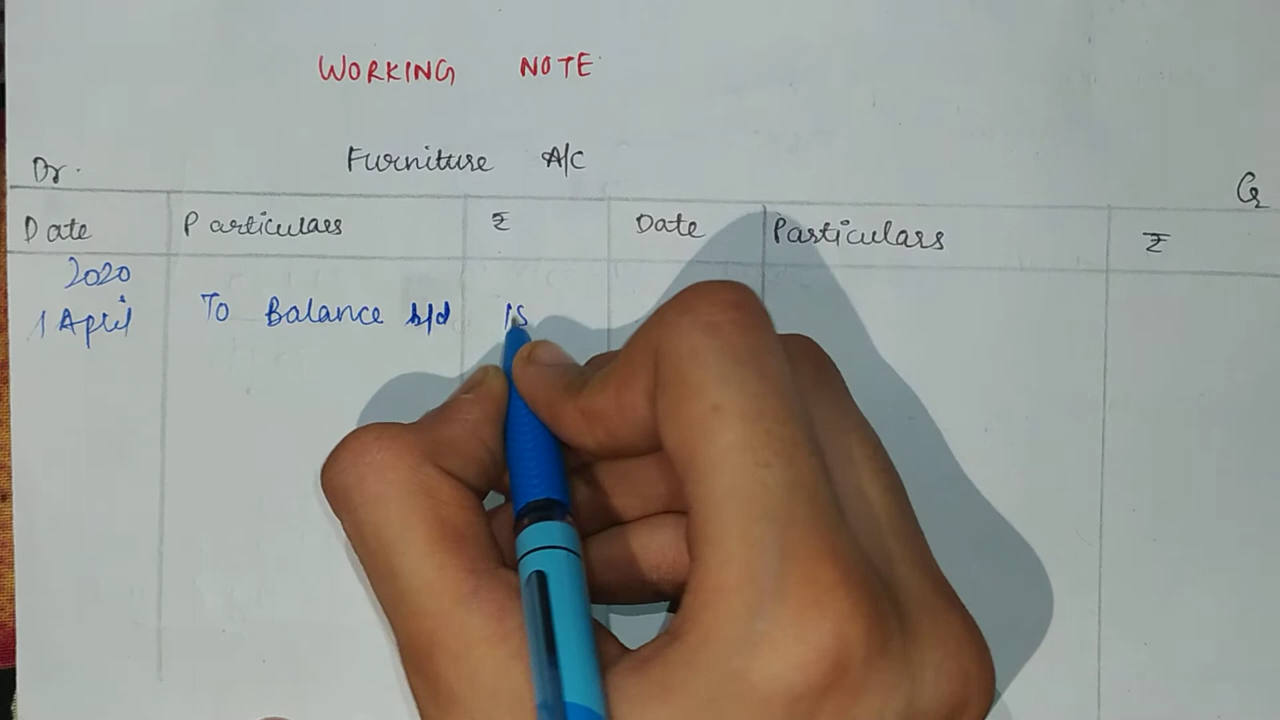 WORKING NOTE
Dr. Furniture A/C Cr
Date Particulars ₹ Date Particulars ₹
2020
1 April To Balance b/d 15